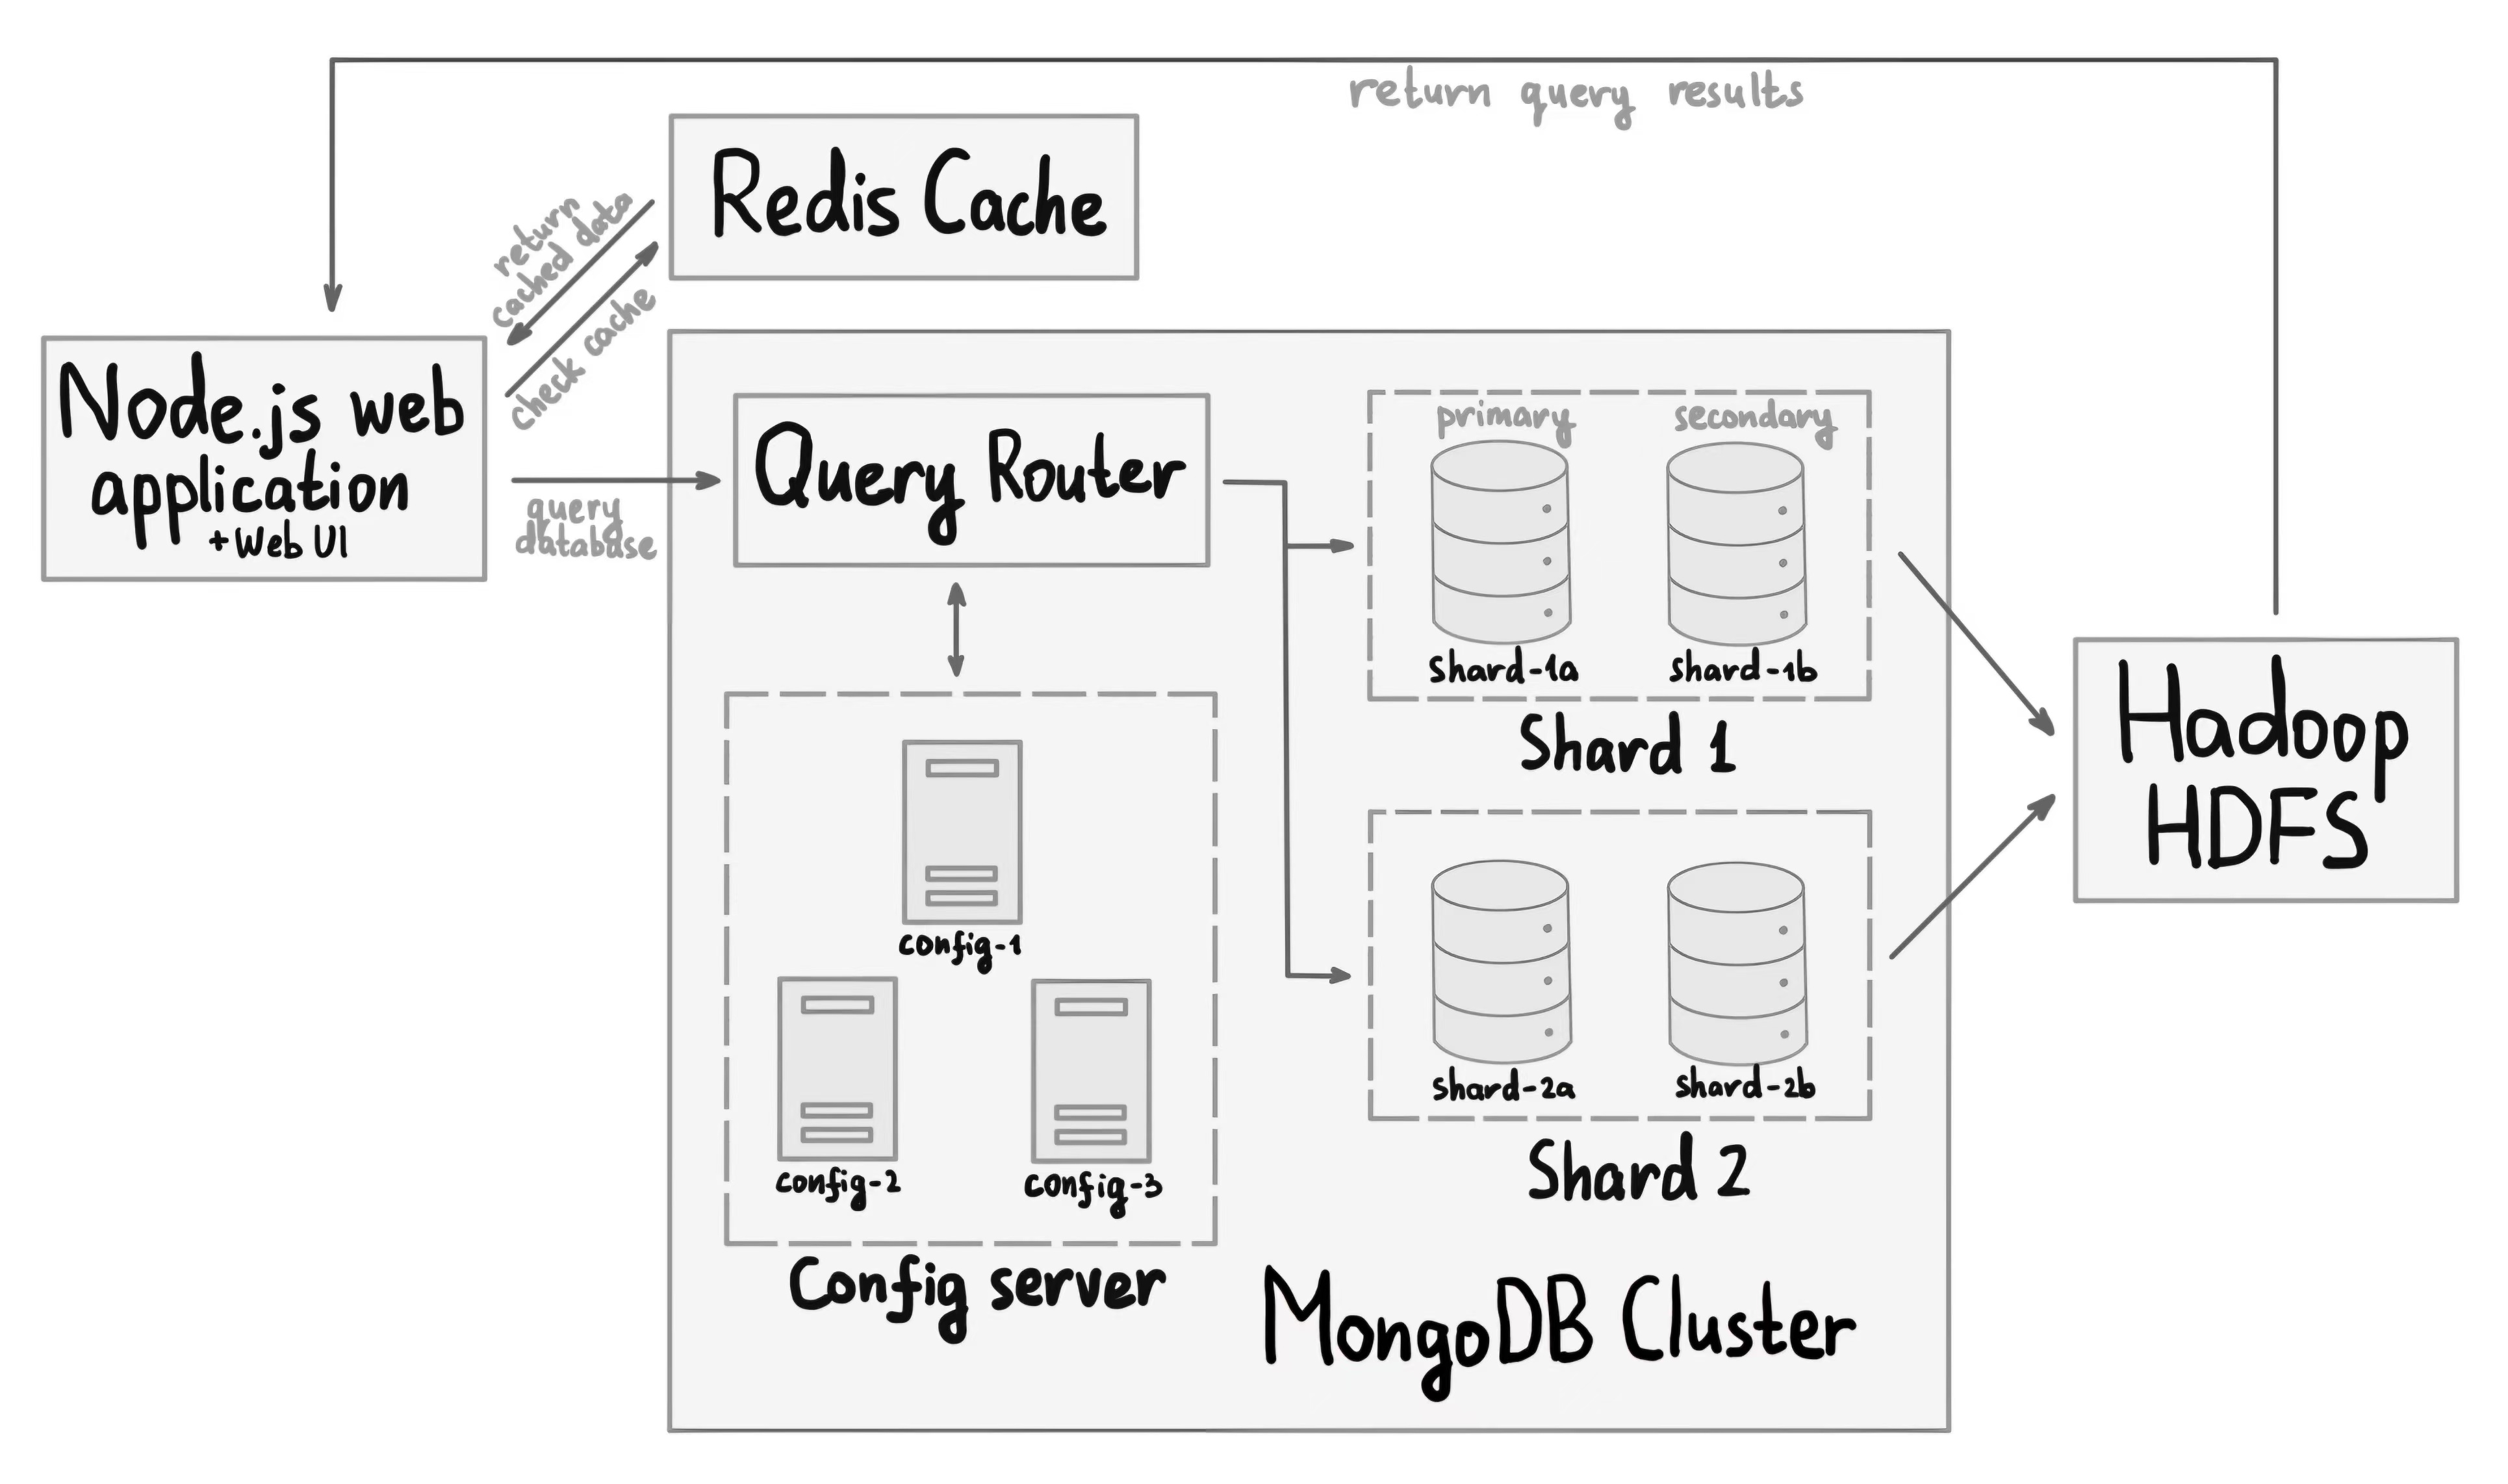 return query results
Redis Cache
return
cached data
check cache
Node.js web
application
+ Web UI
query
database
Query Router
primary
secondary
shard-1a
shard-1b
Shard 1
Hadoop
HDFS
config-1
config-2
config-3
Config server
shard-2a
shard-2b
Shard 2
MongoDB Cluster